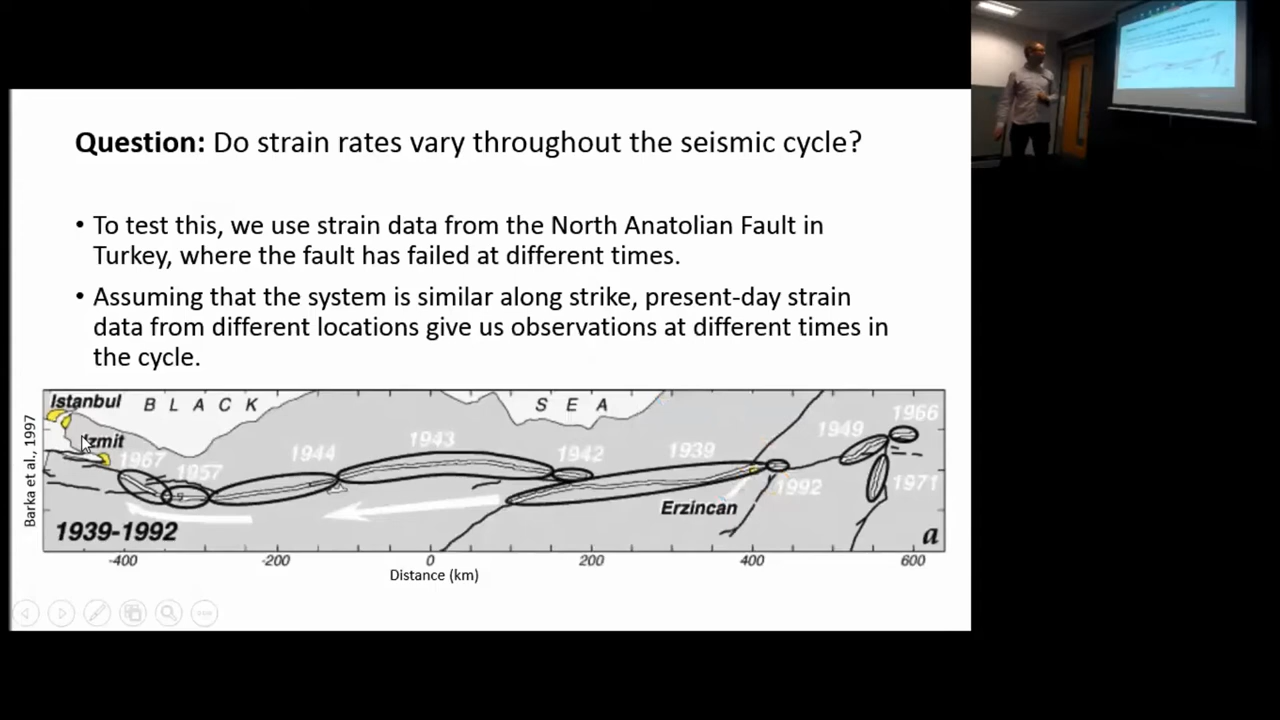 Question: Do strain rates vary throughout the seismic cycle?
• To test this, we use strain data from the North Anatolian Fault in
Turkey, where the fault has failed at different times.
• Assuming that the system is similar along strike, present-day strain
data from different locations give us observations at different times in
the cycle.
Barka et al., 1997
Istanbul
BLACK SEA
Izmit
1967
1957
1944
1943
1942
1939
1949
1966
1992
1971
Erzincan
1939-1992
a
-400 -200 0 200 400 600
Distance (km)